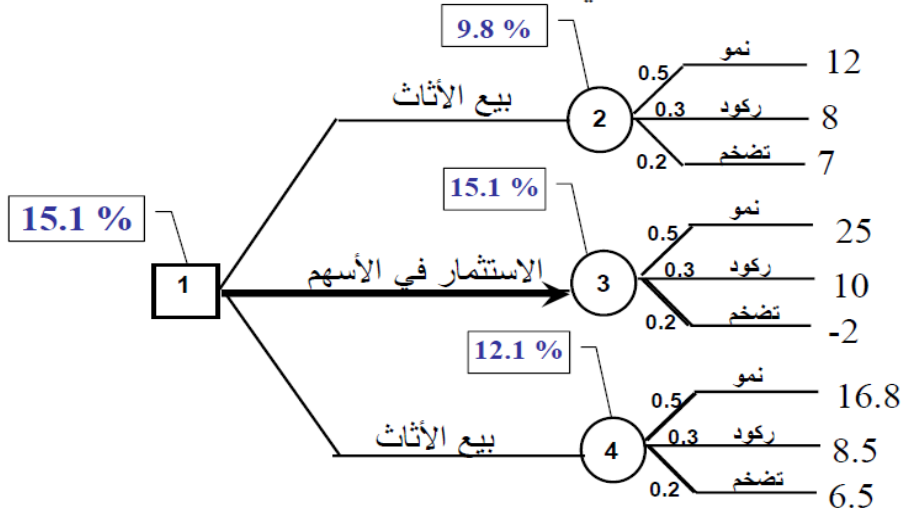 9.8 %
بيع الأثاث
2
0.5 نمو 12
0.3 ركود 8
0.2 تضخم 7
15.1 %
1
15.1 %
الاستثمار في الأسهم
3
0.5 نمو 25
0.3 ركود 10
0.2 تضخم -2
12.1 %
بيع الأثاث
4
0.5 نمو 16.8
0.3 ركود 8.5
0.2 تضخم 6.5